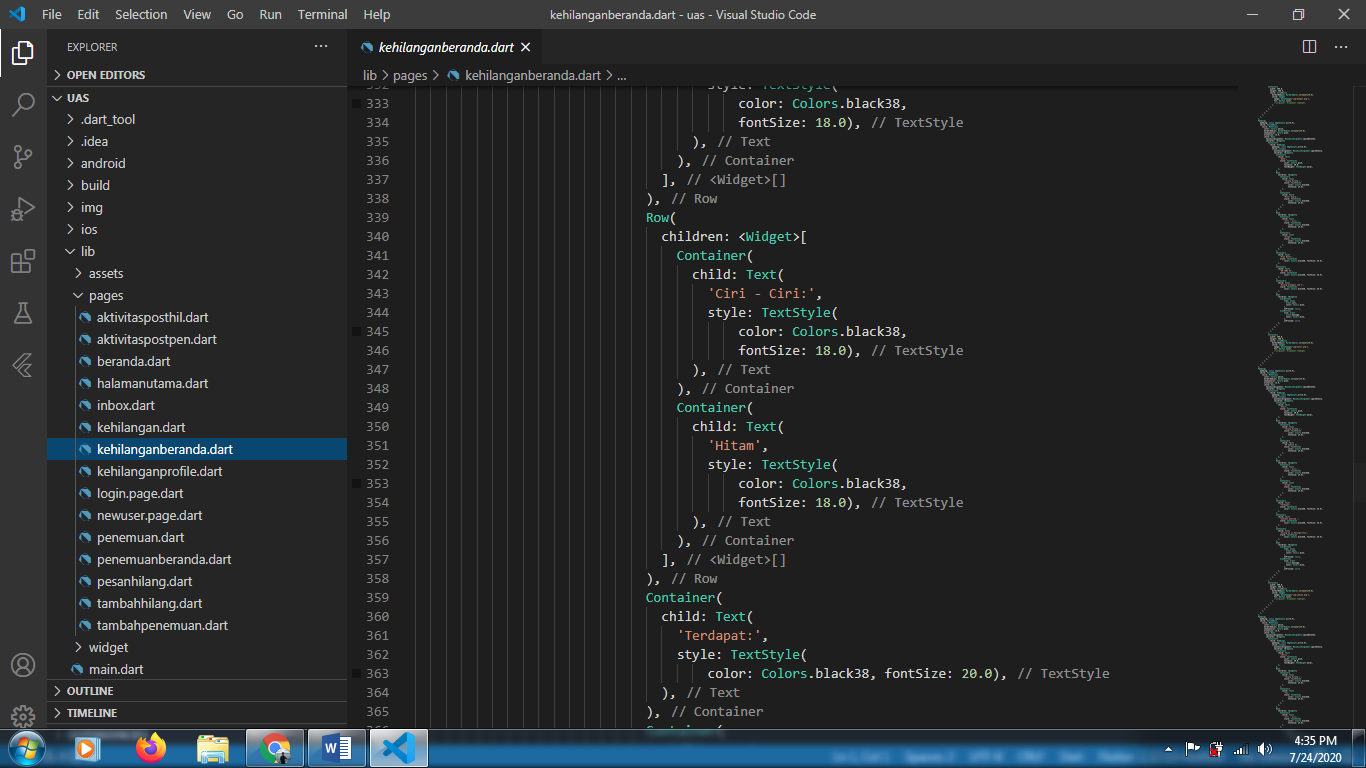 File Edit Selection View Go Run Terminal Help
kehilanganberanda.dart - uas - Visual Studio Code
EXPLORER
OPEN EDITORS
UAS
.dart_tool
.idea
android
build
img
ios
lib
assets
pages
aktivitasposthil.dart
aktivitaspostpen.dart
beranda.dart
halamanutama.dart
inbox.dart
kehilangan.dart
kehilanganberanda.dart
kehilanganprofile.dart
login.page.dart
newuser.page.dart
penemuan.dart
penemuanberanda.dart
pesanhilang.dart
tambahhilang.dart
tambahpenemuan.dart
widget
main.dart
OUTLINE
TIMELINE
kehilanganberanda.dart
lib > pages > kehilanganberanda.dart > ...
332 style: TextStyle(
333 color: Colors.black38,
334 fontSize: 18.0), // TextStyle
335 ), // Text
336 ), // Container
337 ], // <Widget>[]
338 ), // Row
339 Row(
340 children: <Widget>[
341 Container(
342 child: Text(
343 'Ciri - Ciri:',
344 style: TextStyle(
345 color: Colors.black38,
346 fontSize: 18.0), // TextStyle
347 ), // Text
348 ), // Container
349 Container(
350 child: Text(
351 'Hitam',
352 style: TextStyle(
353 color: Colors.black38,
354 fontSize: 18.0), // TextStyle
355 ), // Text
356 ), // Container
357 ], // <Widget>[]
358 ), // Row
359 Container(
360 child: Text(
361 'Terdapat:',
362 style: TextStyle(
363 color: Colors.black38, fontSize: 20.0), // TextStyle
364 ), // Text
365 ), // Container
366 Container(
4:35 PM
7/24/2020